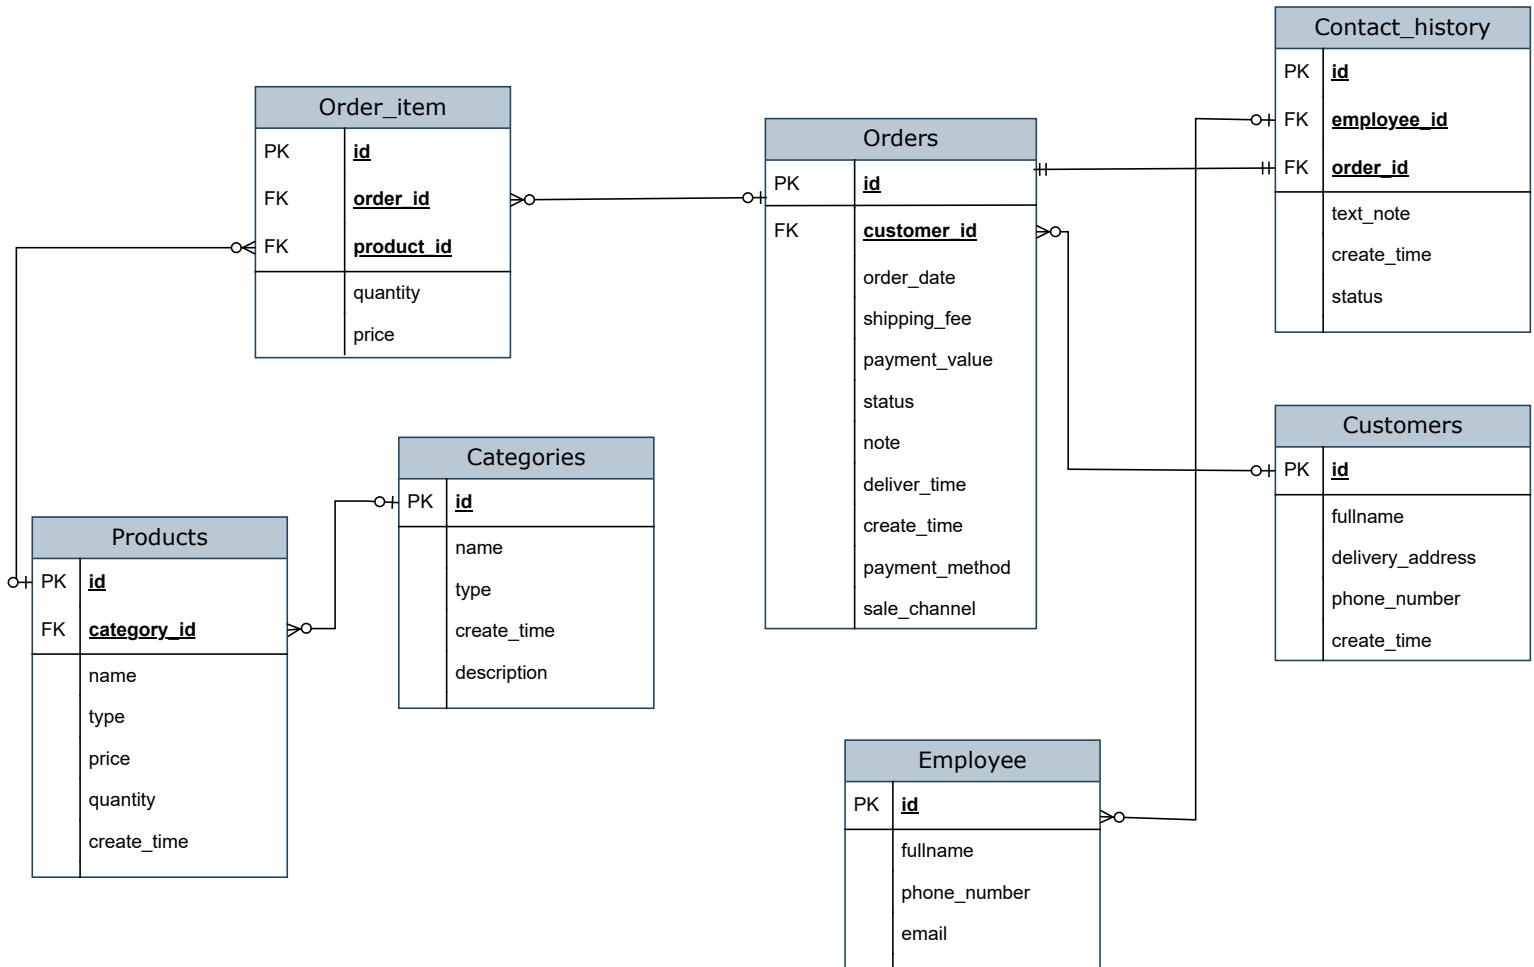 Contact_history
PK id
FK employee_id
FK order_id
text_note
create_time
status
Order_item
PK id
FK order_id
FK product_id
quantity
price
Orders
PK id
FK customer_id
order_date
shipping_fee
payment_value
status
note
deliver_time
create_time
payment_method
sale_channel
Customers
PK id
fullname
delivery_address
phone_number
create_time
Categories
PK id
name
type
create_time
description
Products
PK id
FK category_id
name
type
price
quantity
create_time
Employee
PK id
fullname
phone_number
email